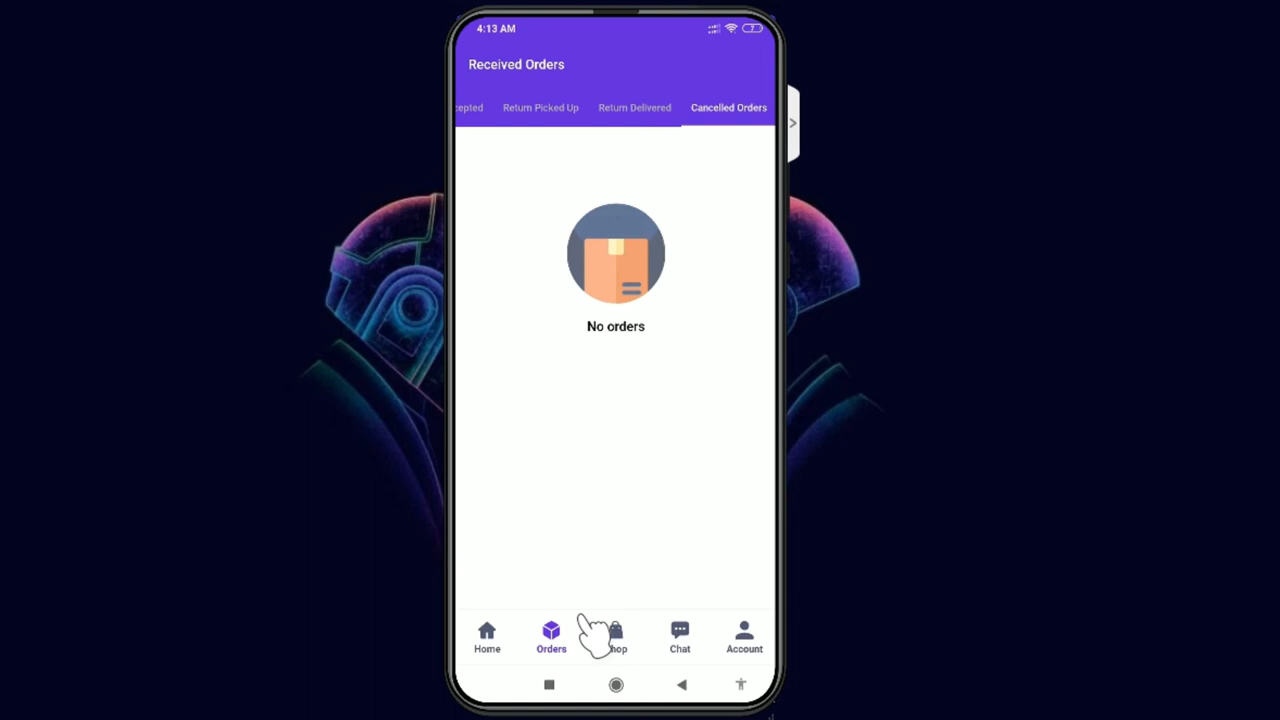 4:13 AM
7
Received Orders
cepted Return Picked Up Return Delivered Cancelled Orders
No orders
Home Orders hop Chat Account